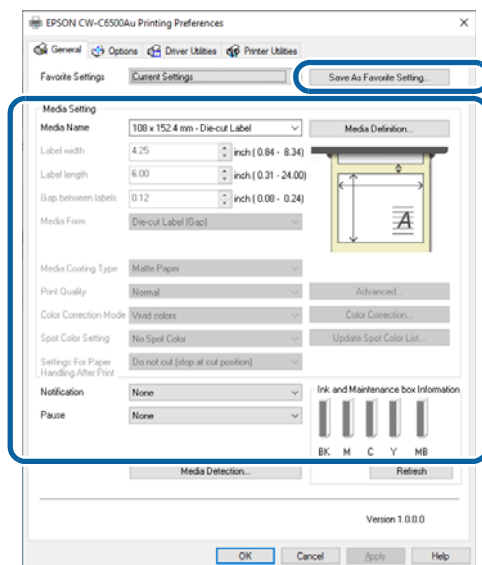 EPSON CW-C6500Au Printing Preferences
General Options Driver Utilities Printer Utilities
Favorite Settings Current Settings Save As Favorite Setting...
Media Setting
Media Name 108 x 152.4 mm - Die-cut Label Media Definition...
Label width 4.25 inch ( 0.84 - 8.34)
Label length 6.00 inch ( 0.31 - 24.00)
Gap between labels 0.12 inch ( 0.08 - 0.24)
Media Form Die-cut Label (Gap)
A
Media Coating Type Matte Paper
Print Quality Normal Advanced...
Color Correction Mode Vivid colors Color Correction...
Spot Color Setting No Spot Color Update Spot Color List...
Settings For Paper Handling After Print Do not cut (stop at cut position)
Notification None Ink and Maintenance box Information
Pause None
BK M C Y MB
Media Detection... Refresh
Version 1.0.0.0
OK Cancel Apply Help